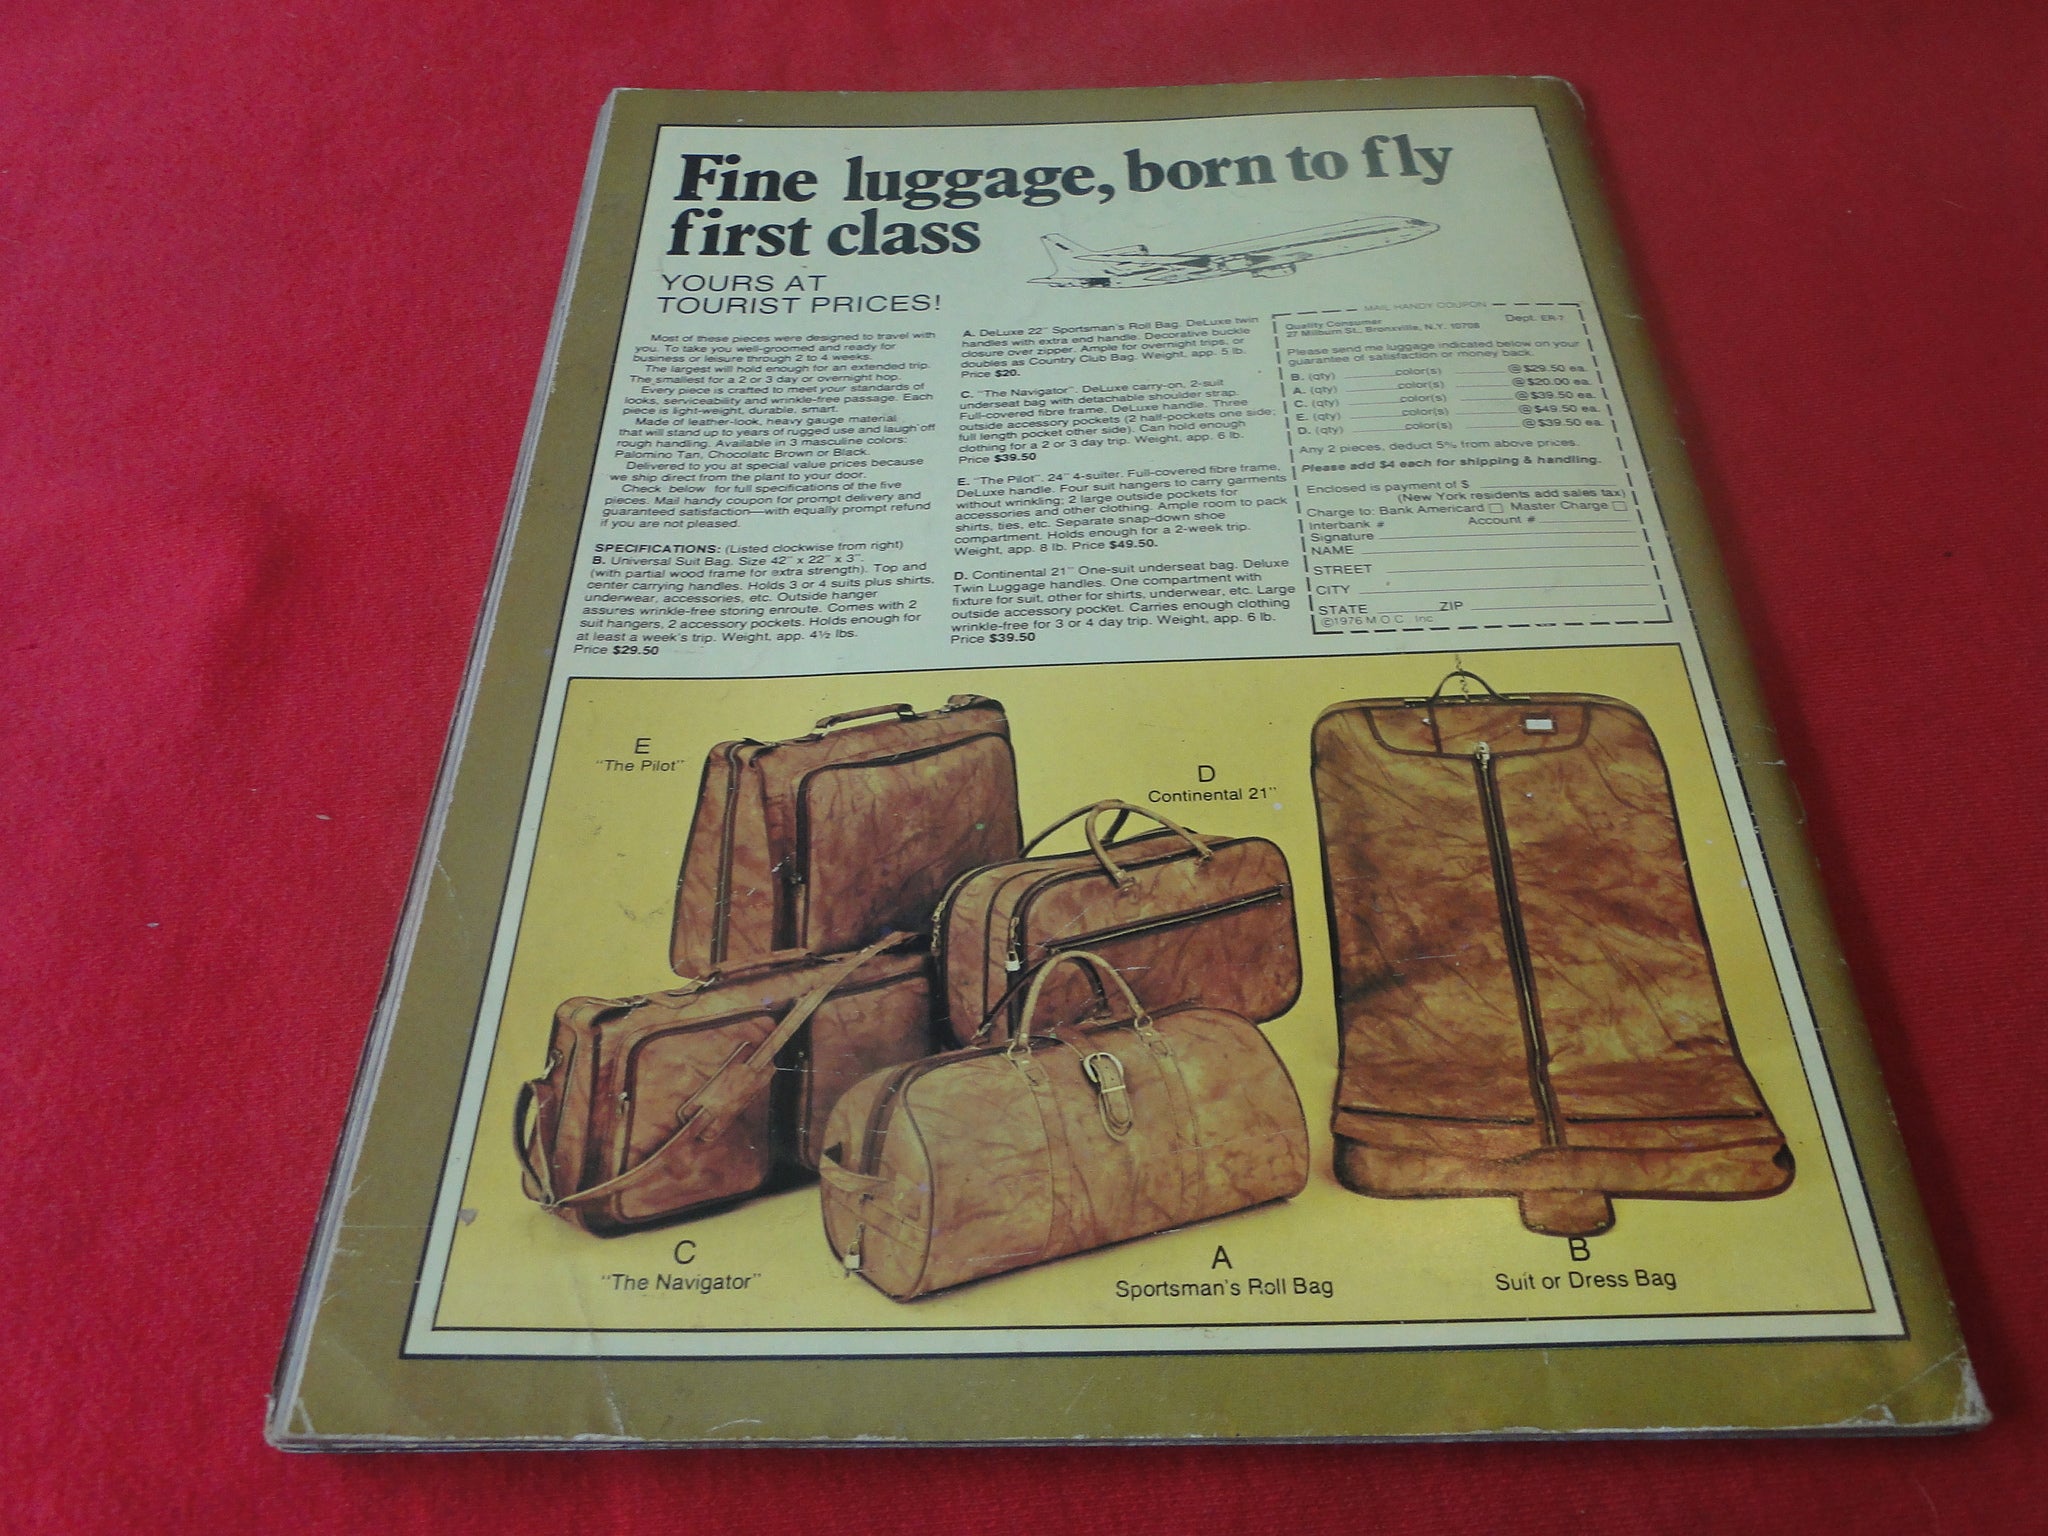 Fine luggage, born to fly
first class
YOURS AT
TOURIST PRICES!
Most of these pieces were designed to travel with
you. To take you well-groomed and ready for
business or leisure through 2 to 4 weeks.
The largest will hold enough for an extended trip.
The smallest for a 2 or 3 day or overnight hop.
Every piece is crafted to meet your standards of
looks, serviceability and wrinkle-free passage. Each
piece is light-weight, durable, smart.
Made of leather-look, heavy gauge material
that will stand up to years of rugged use and laugh off
rough handling. Available in 3 masculine colors:
Palomino Tan, Chocolate Brown or Black.
Delivered to you at special value prices because
we ship direct from the plant to your door.
Check below for full specifications of the five
pieces. Mail handy coupon for prompt delivery and
guaranteed satisfaction—with equally prompt refund
if you are not pleased.
SPECIFICATIONS: (Listed clockwise from right)
B. Universal Suit Bag. Size 42" x 22" x 3".
(with partial wood frame for extra strength). Top and
center carrying handles. Holds 3 or 4 suits plus shirts,
underwear, accessories, etc. Outside hanger
assures wrinkle-free storing enroute. Comes with 2
suit hangers, 2 accessory pockets. Holds enough for
at least a week's trip. Weight, app. 4½ lbs.
Price $29.50
A. DeLuxe 22" Sportsman's Roll Bag. DeLuxe twin
handles with extra end handle. Decorative buckle
closure over zipper. Ample for overnight trips, or
doubles as Country Club Bag. Weight, app. 5 lb.
Price $20.
C. "The Navigator". DeLuxe carry-on, 2-suit
underseat bag with detachable shoulder strap.
Full-covered fibre frame. DeLuxe handle. Three
outside accessory pockets (2 half-pockets one side;
full length pocket other side). Can hold enough
clothing for a 2 or 3 day trip. Weight, app. 6 lb.
Price $39.50
E. "The Pilot". 24" 4-suiter. Full-covered fibre frame,
DeLuxe handle. Four suit hangers to carry garments
without wrinkling; 2 large outside pockets for
accessories and other clothing. Ample room to pack
shirts, ties, etc. Separate snap-down shoe
compartment. Holds enough for a 2-week trip.
Weight, app. 8 lb. Price $49.50.
D. Continental 21" One-suit underseat bag. Deluxe
Twin Luggage handles. One compartment with
fixture for suit, other for shirts, underwear, etc. Large
outside accessory pocket. Carries enough clothing
wrinkle-free for 3 or 4 day trip. Weight, app. 6 lb.
Price $39.50
MAIL HANDY COUPON
Quality Consumer Dept. ER-7
27 Milburn St., Bronxville, N.Y. 10708
Please send me luggage indicated below on your
guarantee of satisfaction or money back.
B. (qty) color(s) @ $29.50 ea.
A. (qty) color(s) @ $20.00 ea.
C. (qty) color(s) @ $39.50 ea.
E. (qty) color(s) @ $49.50 ea.
D. (qty) color(s) @ $39.50 ea.
Any 2 pieces, deduct 5% from above prices.
Please add $4 each for shipping & handling.
Enclosed is payment of $
(New York residents add sales tax)
Charge to: Bank Americard Master Charge
Interbank # Account #
Signature
NAME
STREET
CITY
STATE ZIP
©1976 M.O.C. Inc.
E
"The Pilot"
D
Continental 21"
C
"The Navigator"
A
Sportsman's Roll Bag
B
Suit or Dress Bag